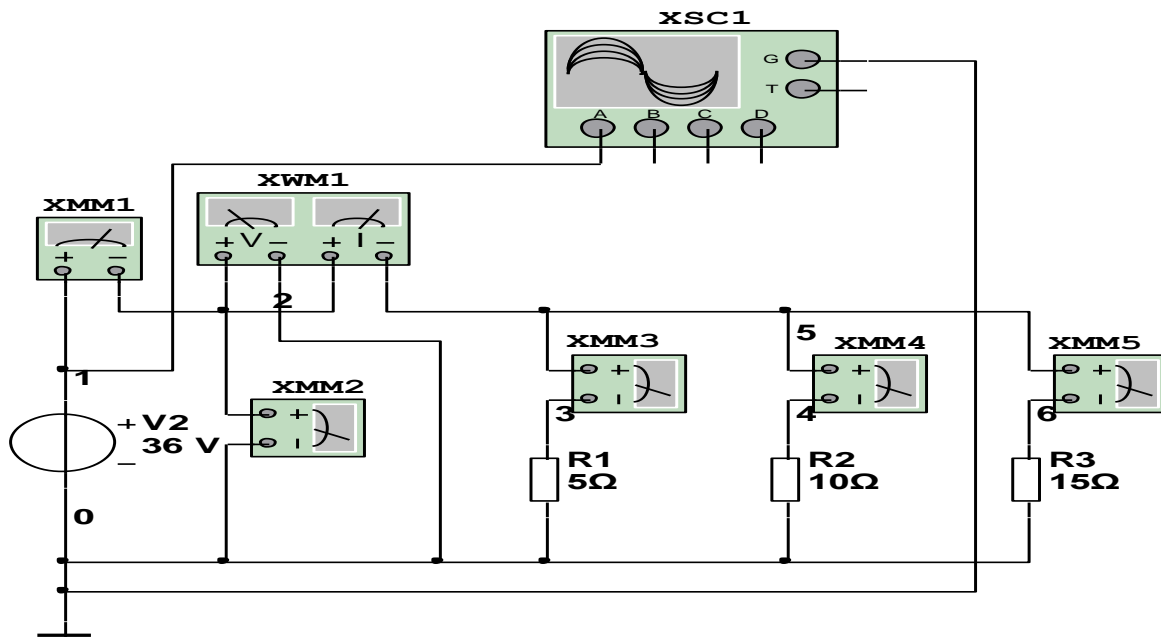 XSC1
G
T
A B C D
XWM1
XMM1
+ V − + I −
+ −
2
XMM3
5
XMM4
XMM5
1
+
I
+
I
+
I
XMM2
3
4
6
+
I
+ V2
36 V
−
R1
5Ω
R2
10Ω
R3
15Ω
0